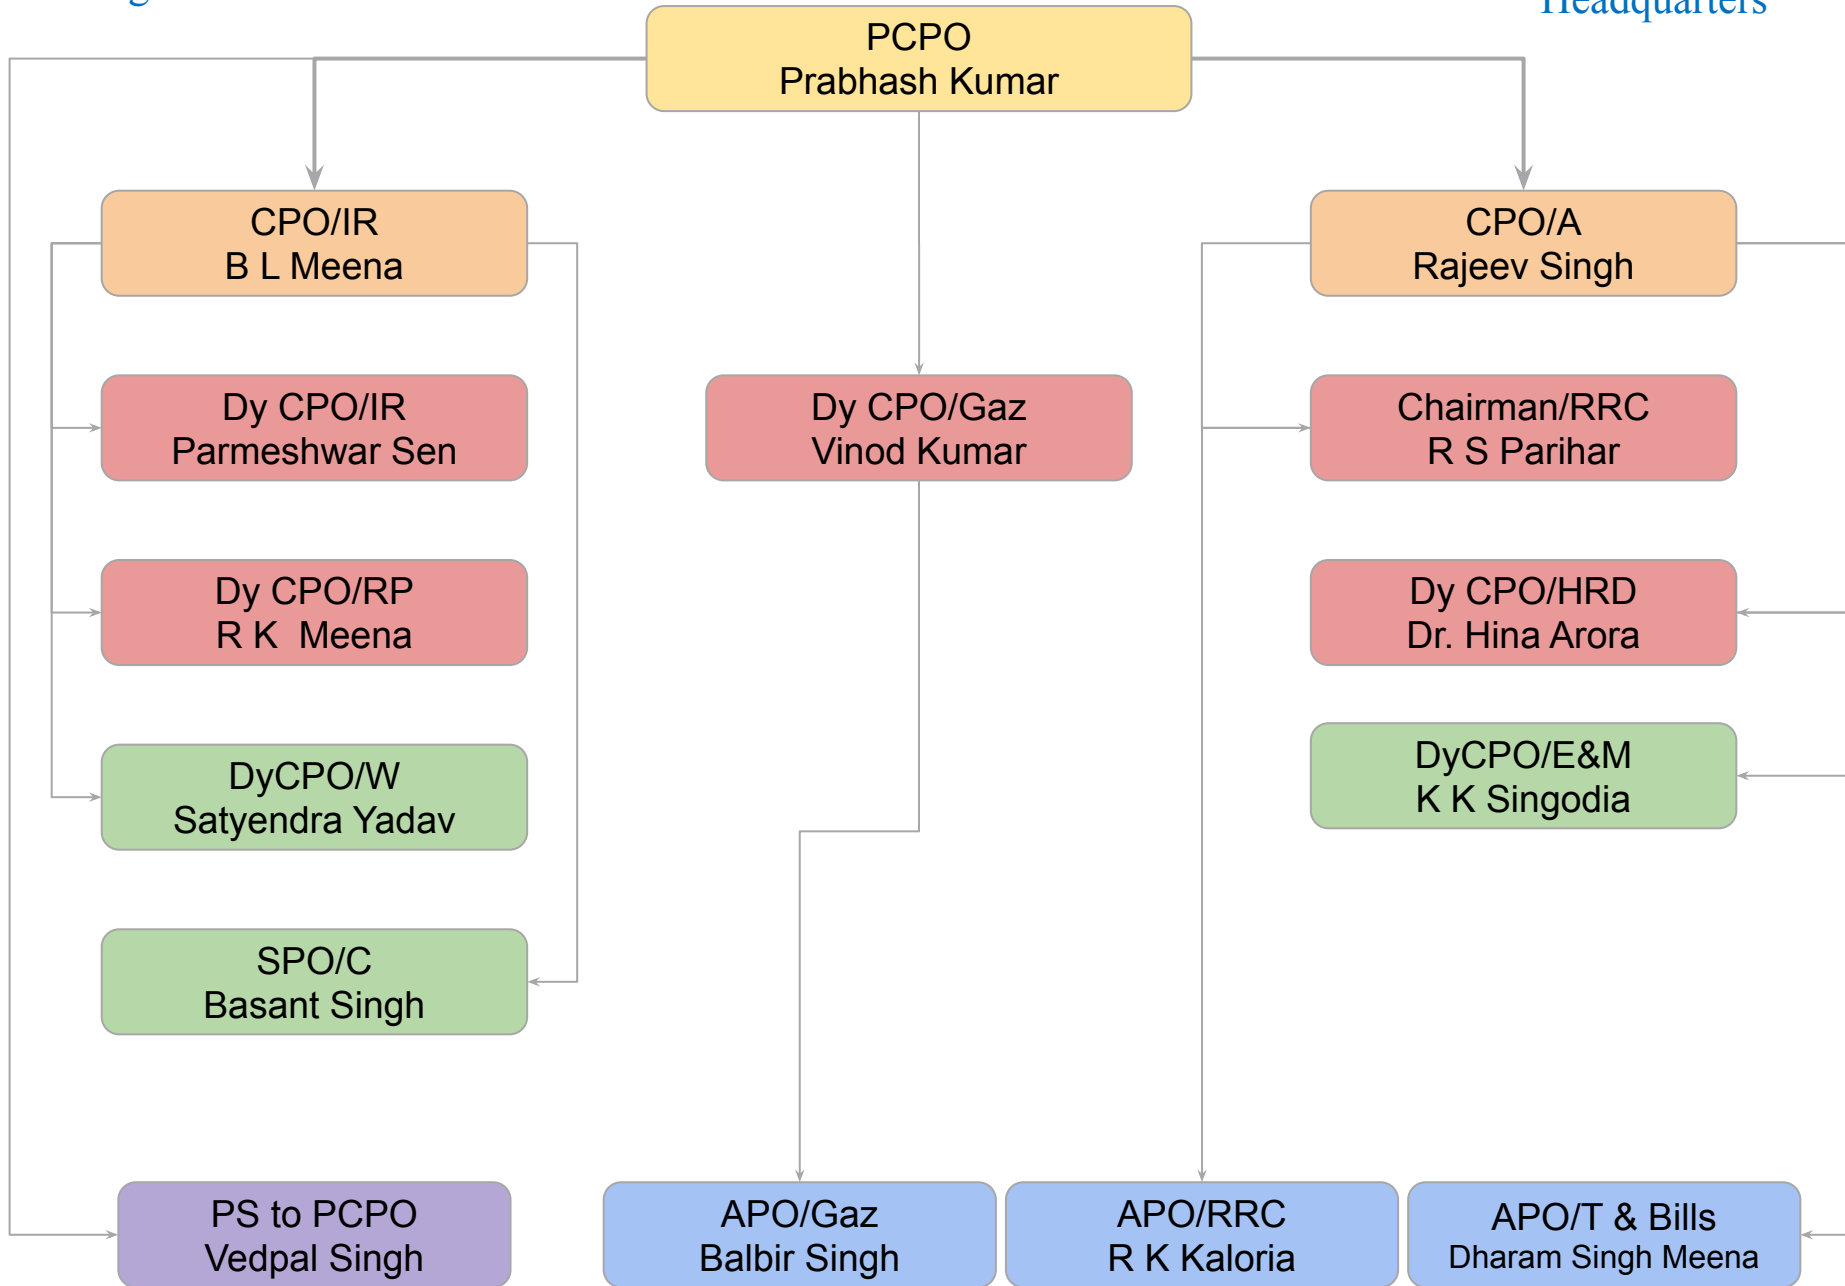 Headquarters
PCPO
Prabhash Kumar
CPO/IR
B L Meena
CPO/A
Rajeev Singh
Dy CPO/IR
Parmeshwar Sen
Dy CPO/Gaz
Vinod Kumar
Chairman/RRC
R S Parihar
Dy CPO/RP
R K  Meena
Dy CPO/HRD
Dr. Hina Arora
DyCPO/W
Satyendra Yadav
DyCPO/E&M
K K Singodia
SPO/C
Basant Singh
PS to PCPO
Vedpal Singh
APO/Gaz
Balbir Singh
APO/RRC
R K Kaloria
APO/T & Bills
Dharam Singh Meena